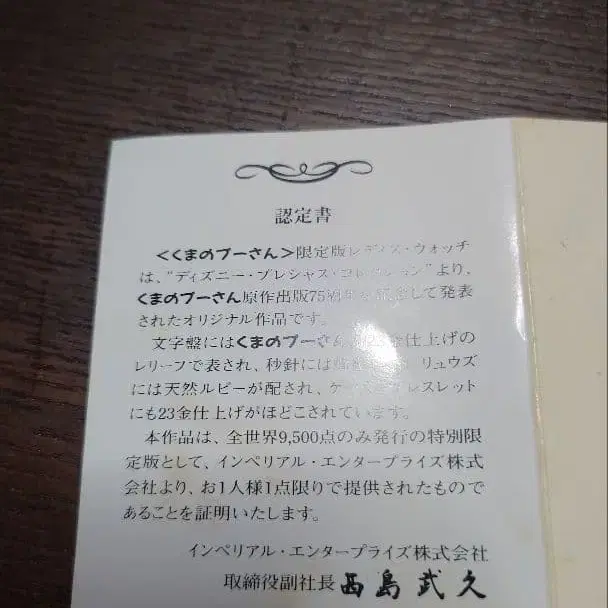 認定書
<くまのプーさん>限定版レディス・ウォッチ
は、“ディズニー・プレシャス・コレクション”より、
くまのプーさん原作出版75周年を記念して発表
されたオリジナル作品です。
文字盤にはくまのプーさん 23金仕上げの
レリーフで表され、秒針には リュウズ
には天然ルビーが配され、ケース ブレスレット
にも23金仕上げがほどこされています。
本作品は、全世界9,500点のみ発行の特別限
定版として、インペリアル・エンタープライズ株式
会社より、お1人様1点限りで提供されたもので
あることを証明いたします。
インペリアル・エンタープライズ株式会社
取締役副社長 西島武久